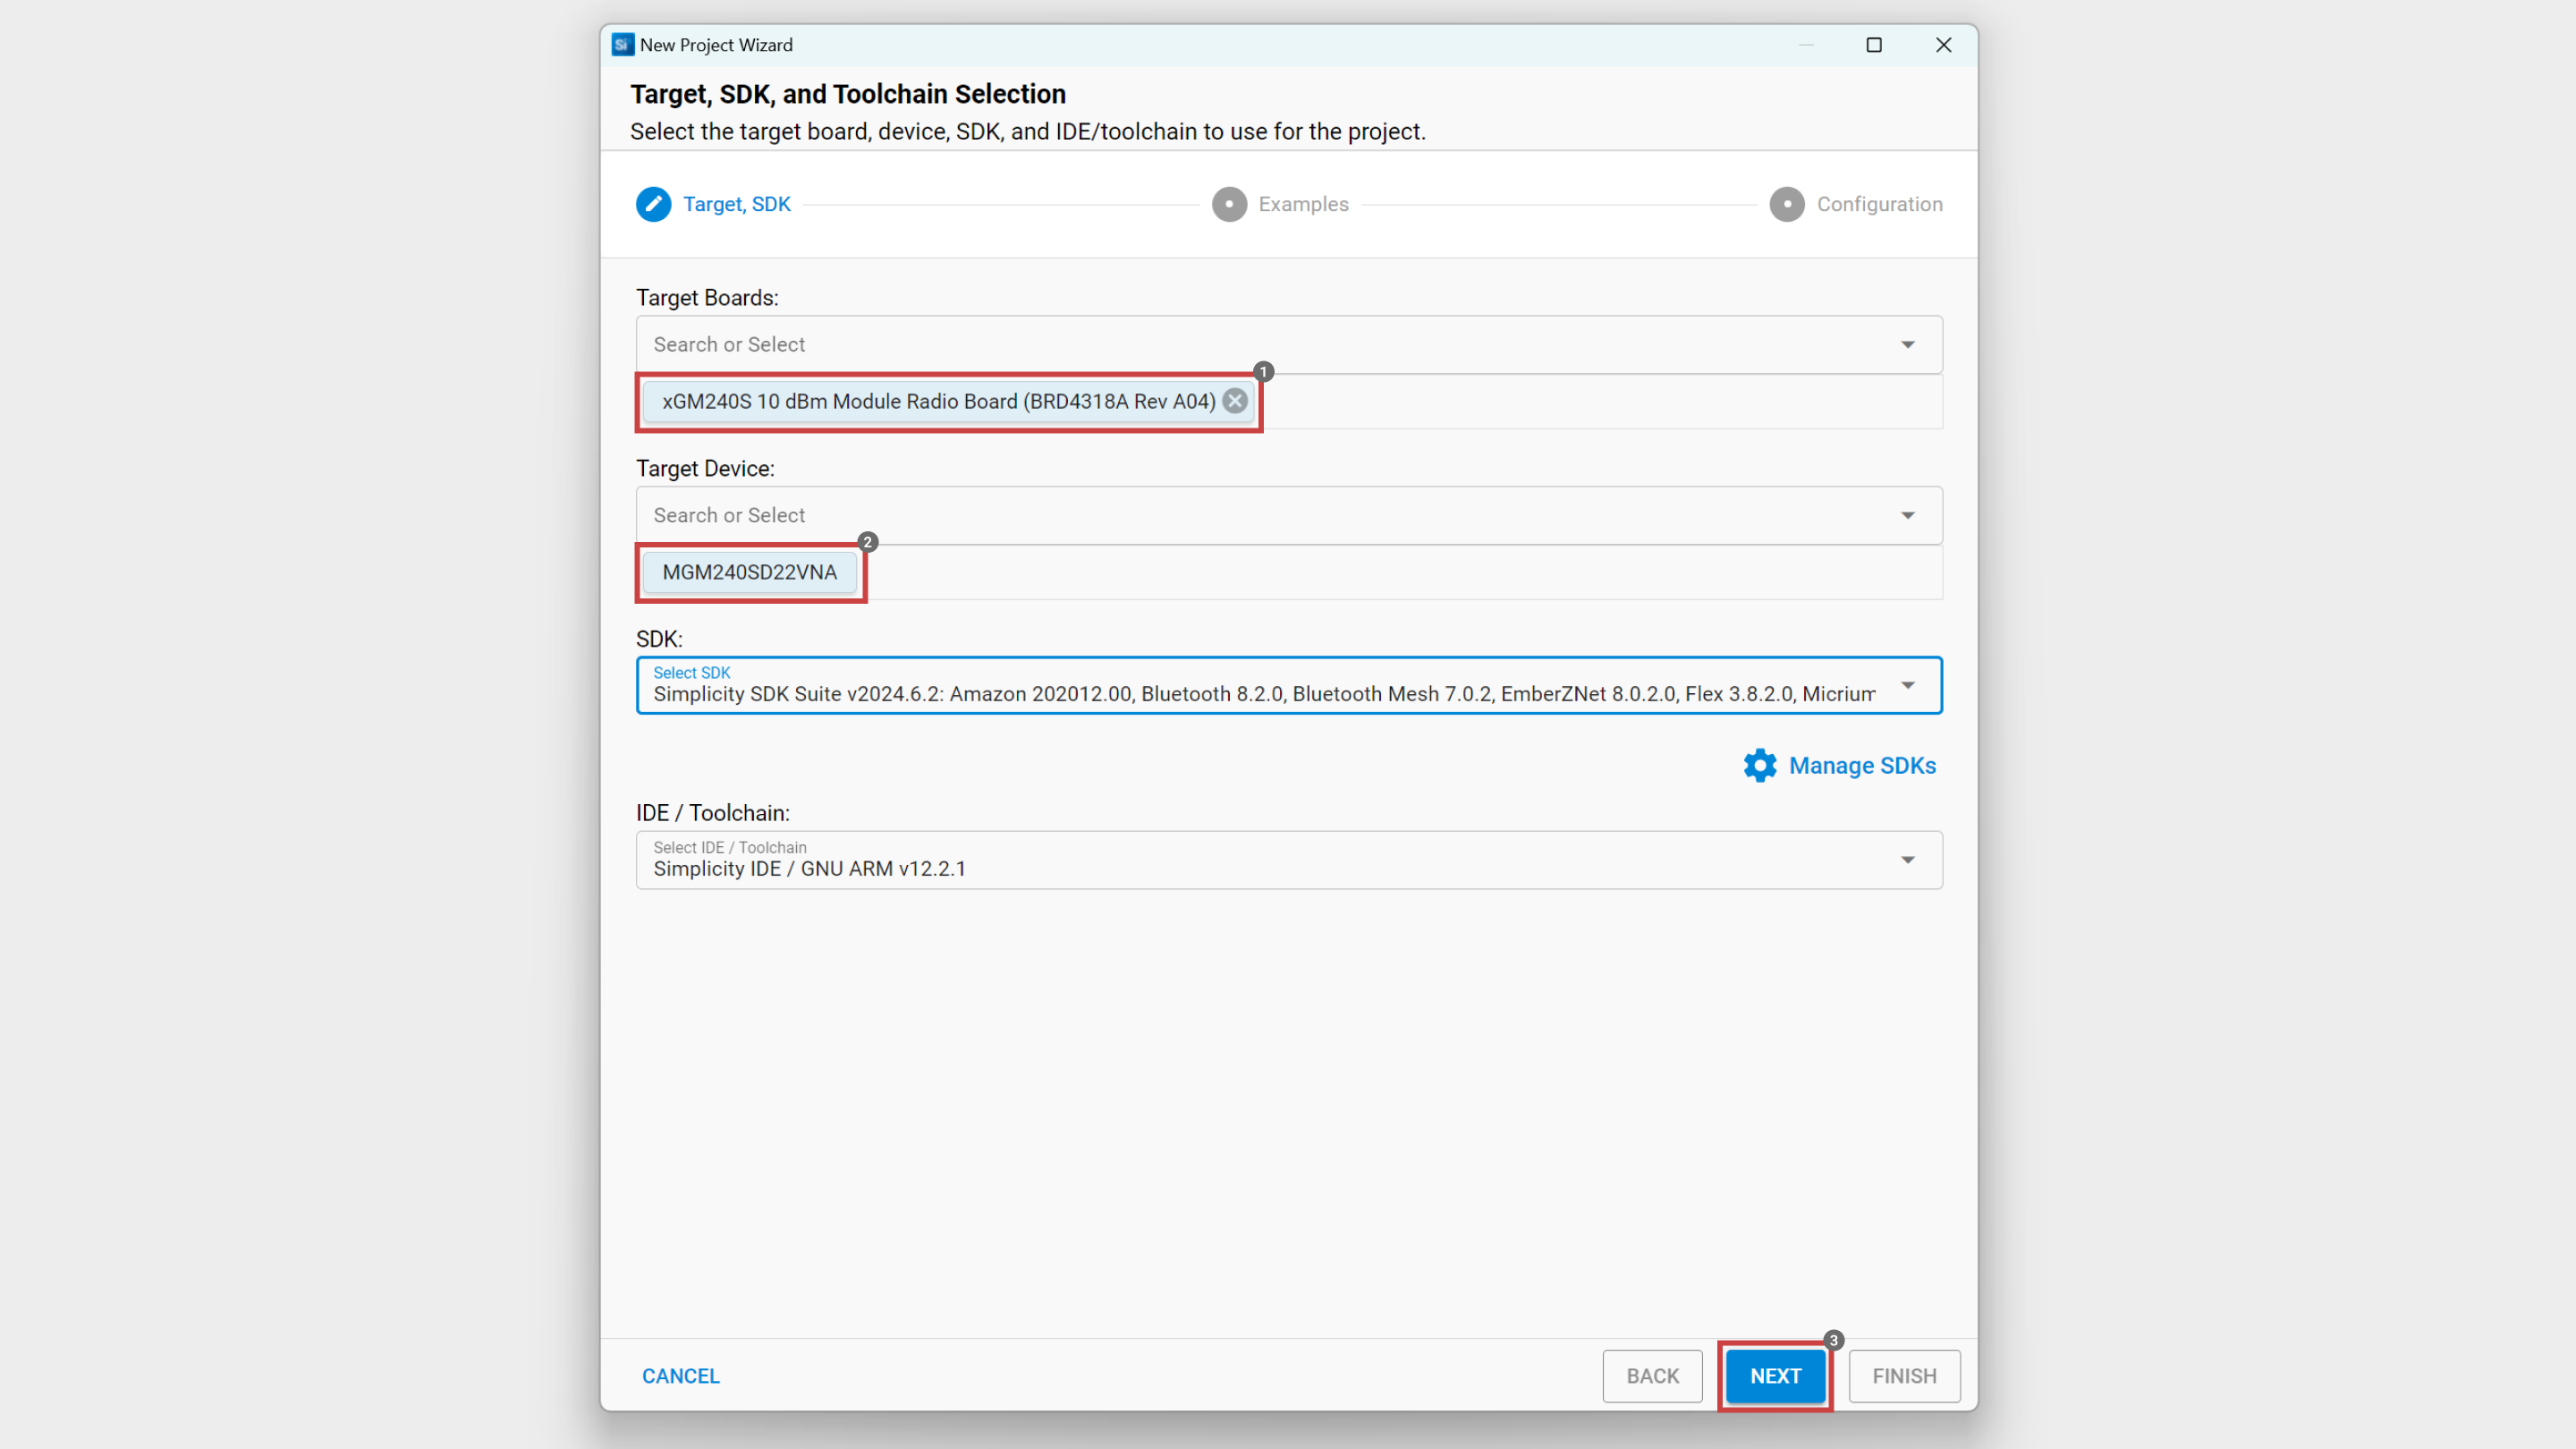 Si New Project Wizard
Target, SDK, and Toolchain Selection
Select the target board, device, SDK, and IDE/toolchain to use for the project.
Target, SDK Examples Configuration
Target Boards:
Search or Select
1
xGM240S 10 dBm Module Radio Board (BRD4318A Rev A04)
Target Device:
Search or Select
2
MGM240SD22VNA
SDK:
Select SDK
Simplicity SDK Suite v2024.6.2: Amazon 202012.00, Bluetooth 8.2.0, Bluetooth Mesh 7.0.2, EmberZNet 8.0.2.0, Flex 3.8.2.0, Micrium
Manage SDKs
IDE / Toolchain:
Select IDE / Toolchain
Simplicity IDE / GNU ARM v12.2.1
3
CANCEL BACK NEXT FINISH